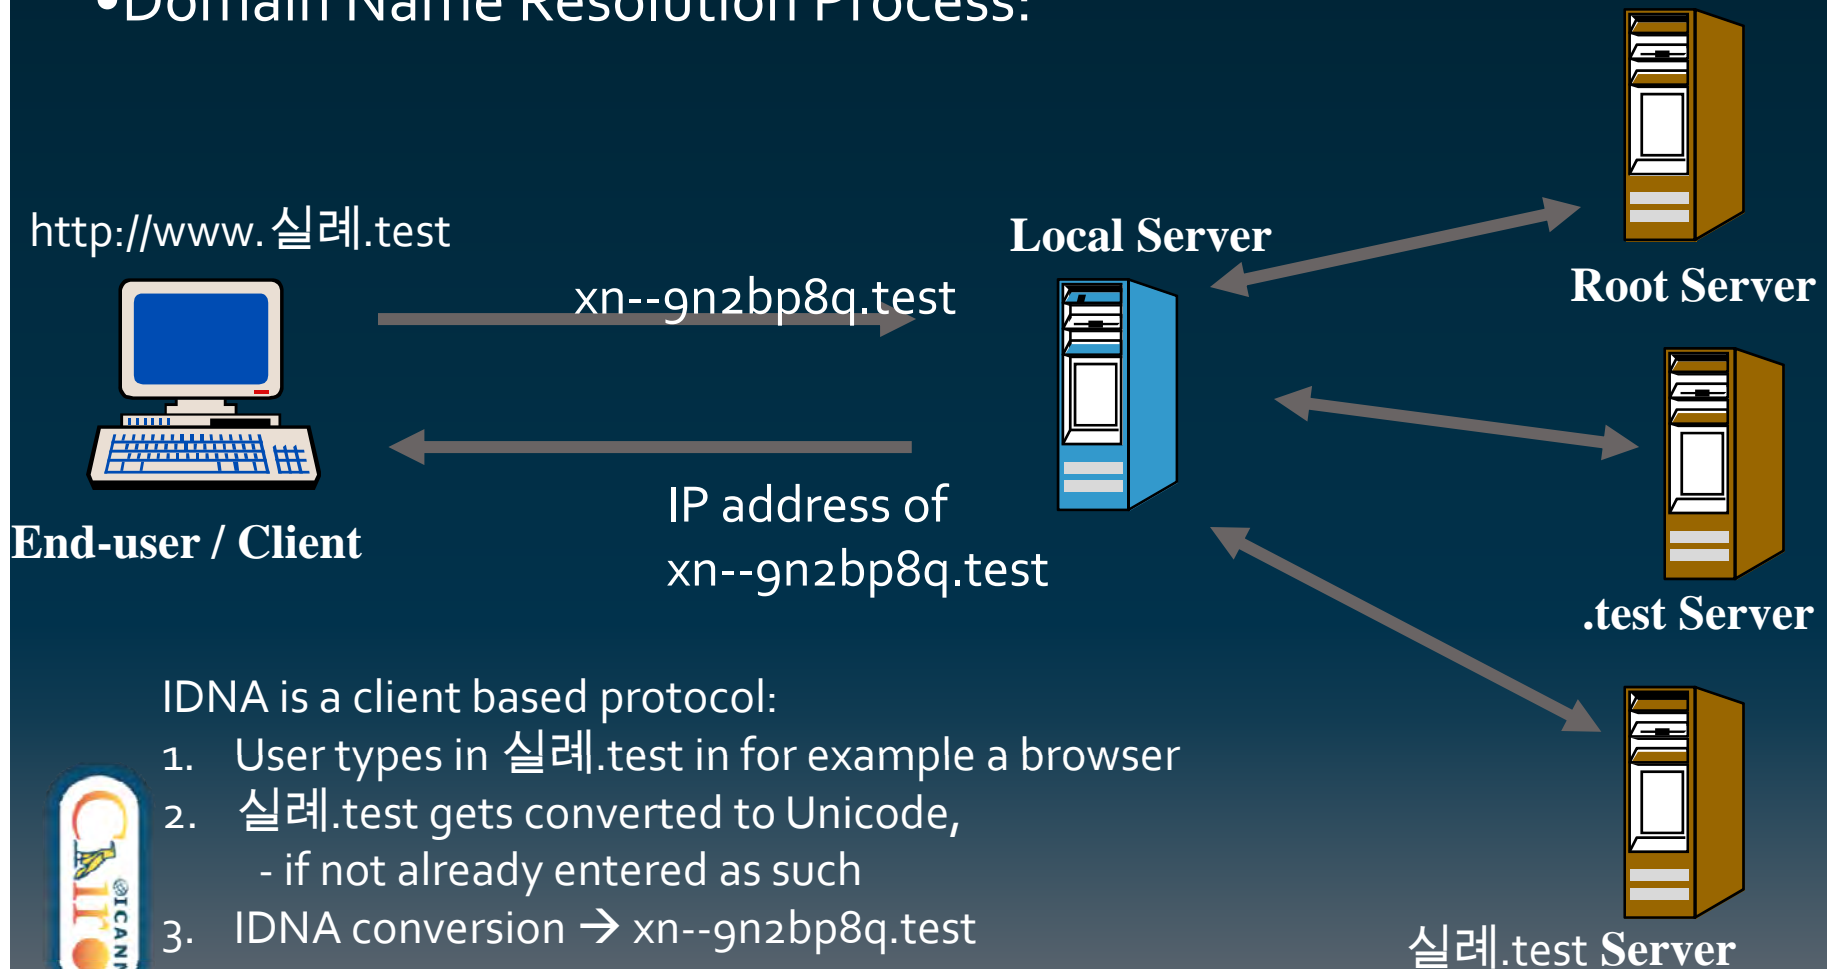 •Domain Name Resolution Process:
http://www.실례.test
Local Server
Root Server
xn--9n2bp8q.test
IP address of
xn--9n2bp8q.test
End-user / Client
.test Server
IDNA is a client based protocol:
1. User types in 실례.test in for example a browser
2. 실례.test gets converted to Unicode,
- if not already entered as such
3. IDNA conversion → xn--9n2bp8q.test
실례.test Server
CAIrO
@ICANN